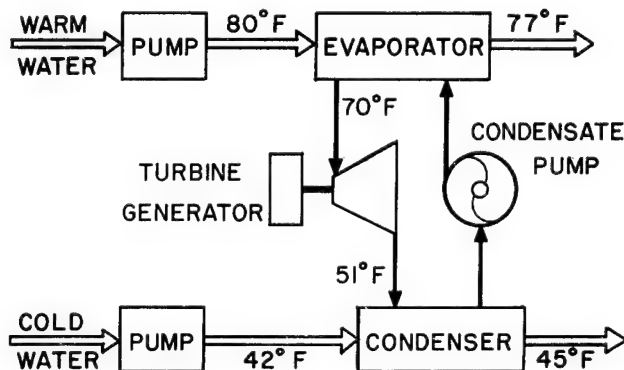 WARM
WATER
PUMP
80°F
EVAPORATOR
77°F
70°F
CONDENSATE
PUMP
TURBINE
GENERATOR
51°F
COLD
WATER
PUMP
42°F
CONDENSER
45°F